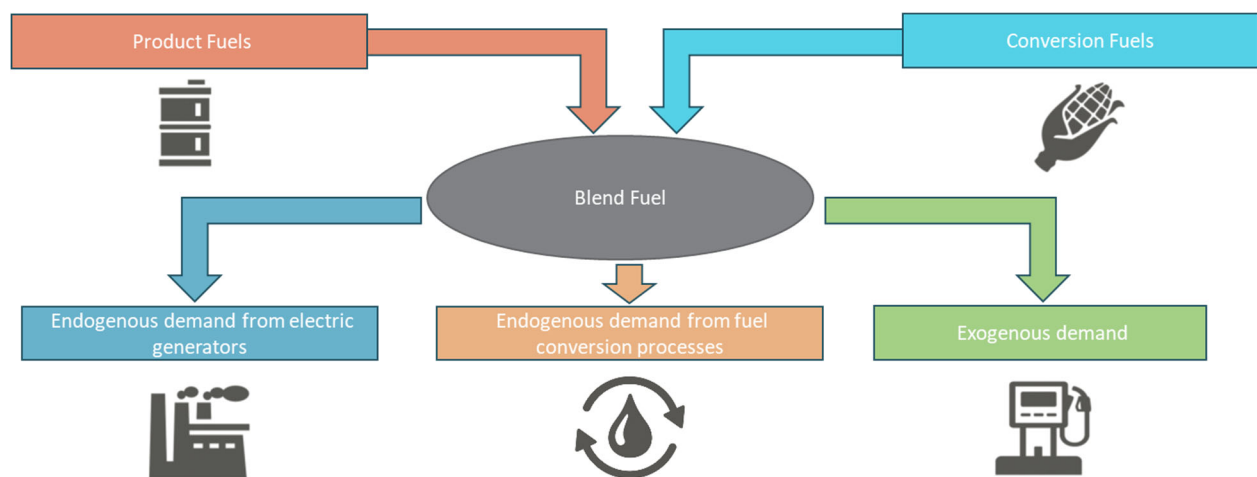 Product Fuels
Conversion Fuels
Blend Fuel
Endogenous demand from electric
generators
Endogenous demand from fuel
conversion processes
Exogenous demand